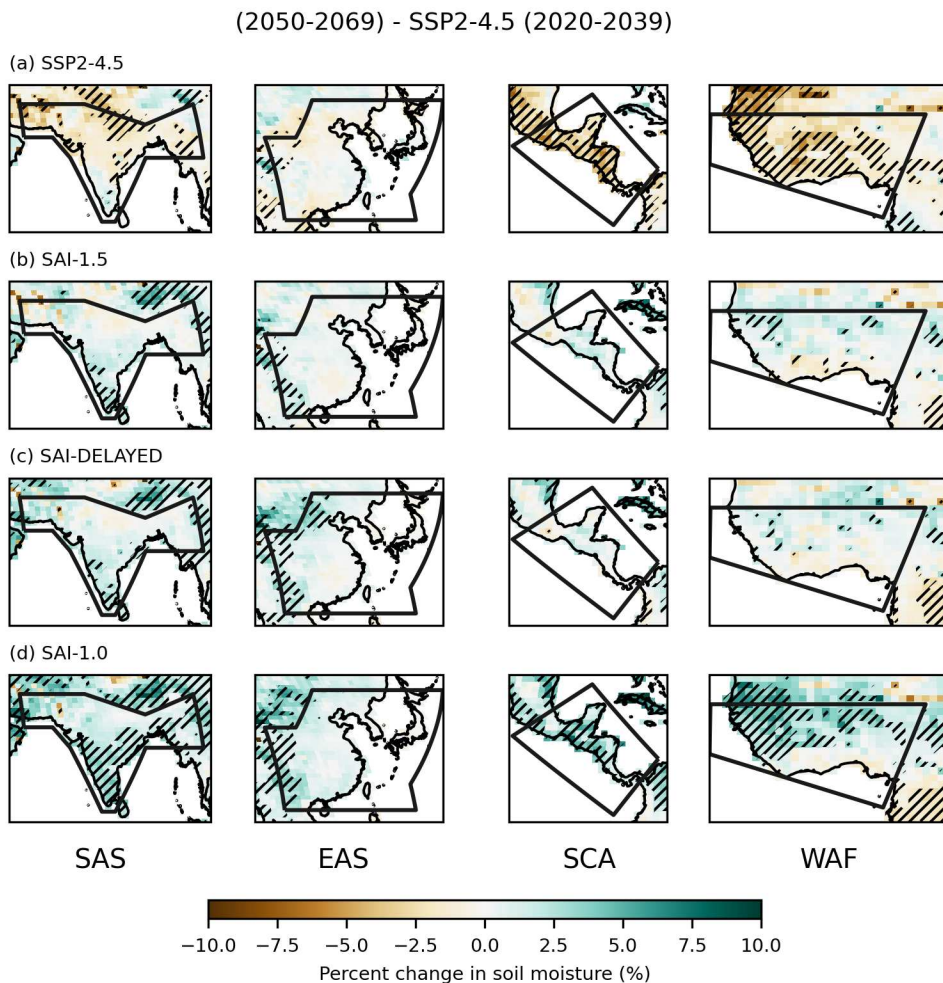 (2050-2069) - SSP2-4.5 (2020-2039)
(a) SSP2-4.5
(b) SAI-1.5
(c) SAI-DELAYED
(d) SAI-1.0
SAS EAS SCA WAF
−10.0 −7.5 −5.0 −2.5 0.0 2.5 5.0 7.5 10.0
Percent change in soil moisture (%)